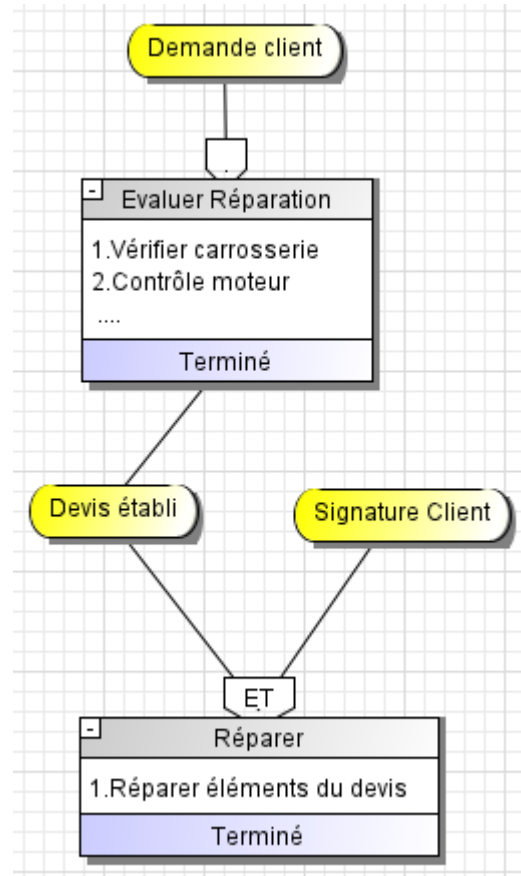 Demande client
Evaluer Réparation
1.Vérifier carrosserie
2.Contrôle moteur
....
Terminé
Devis établi
Signature Client
ET
Réparer
1.Réparer éléments du devis
Terminé